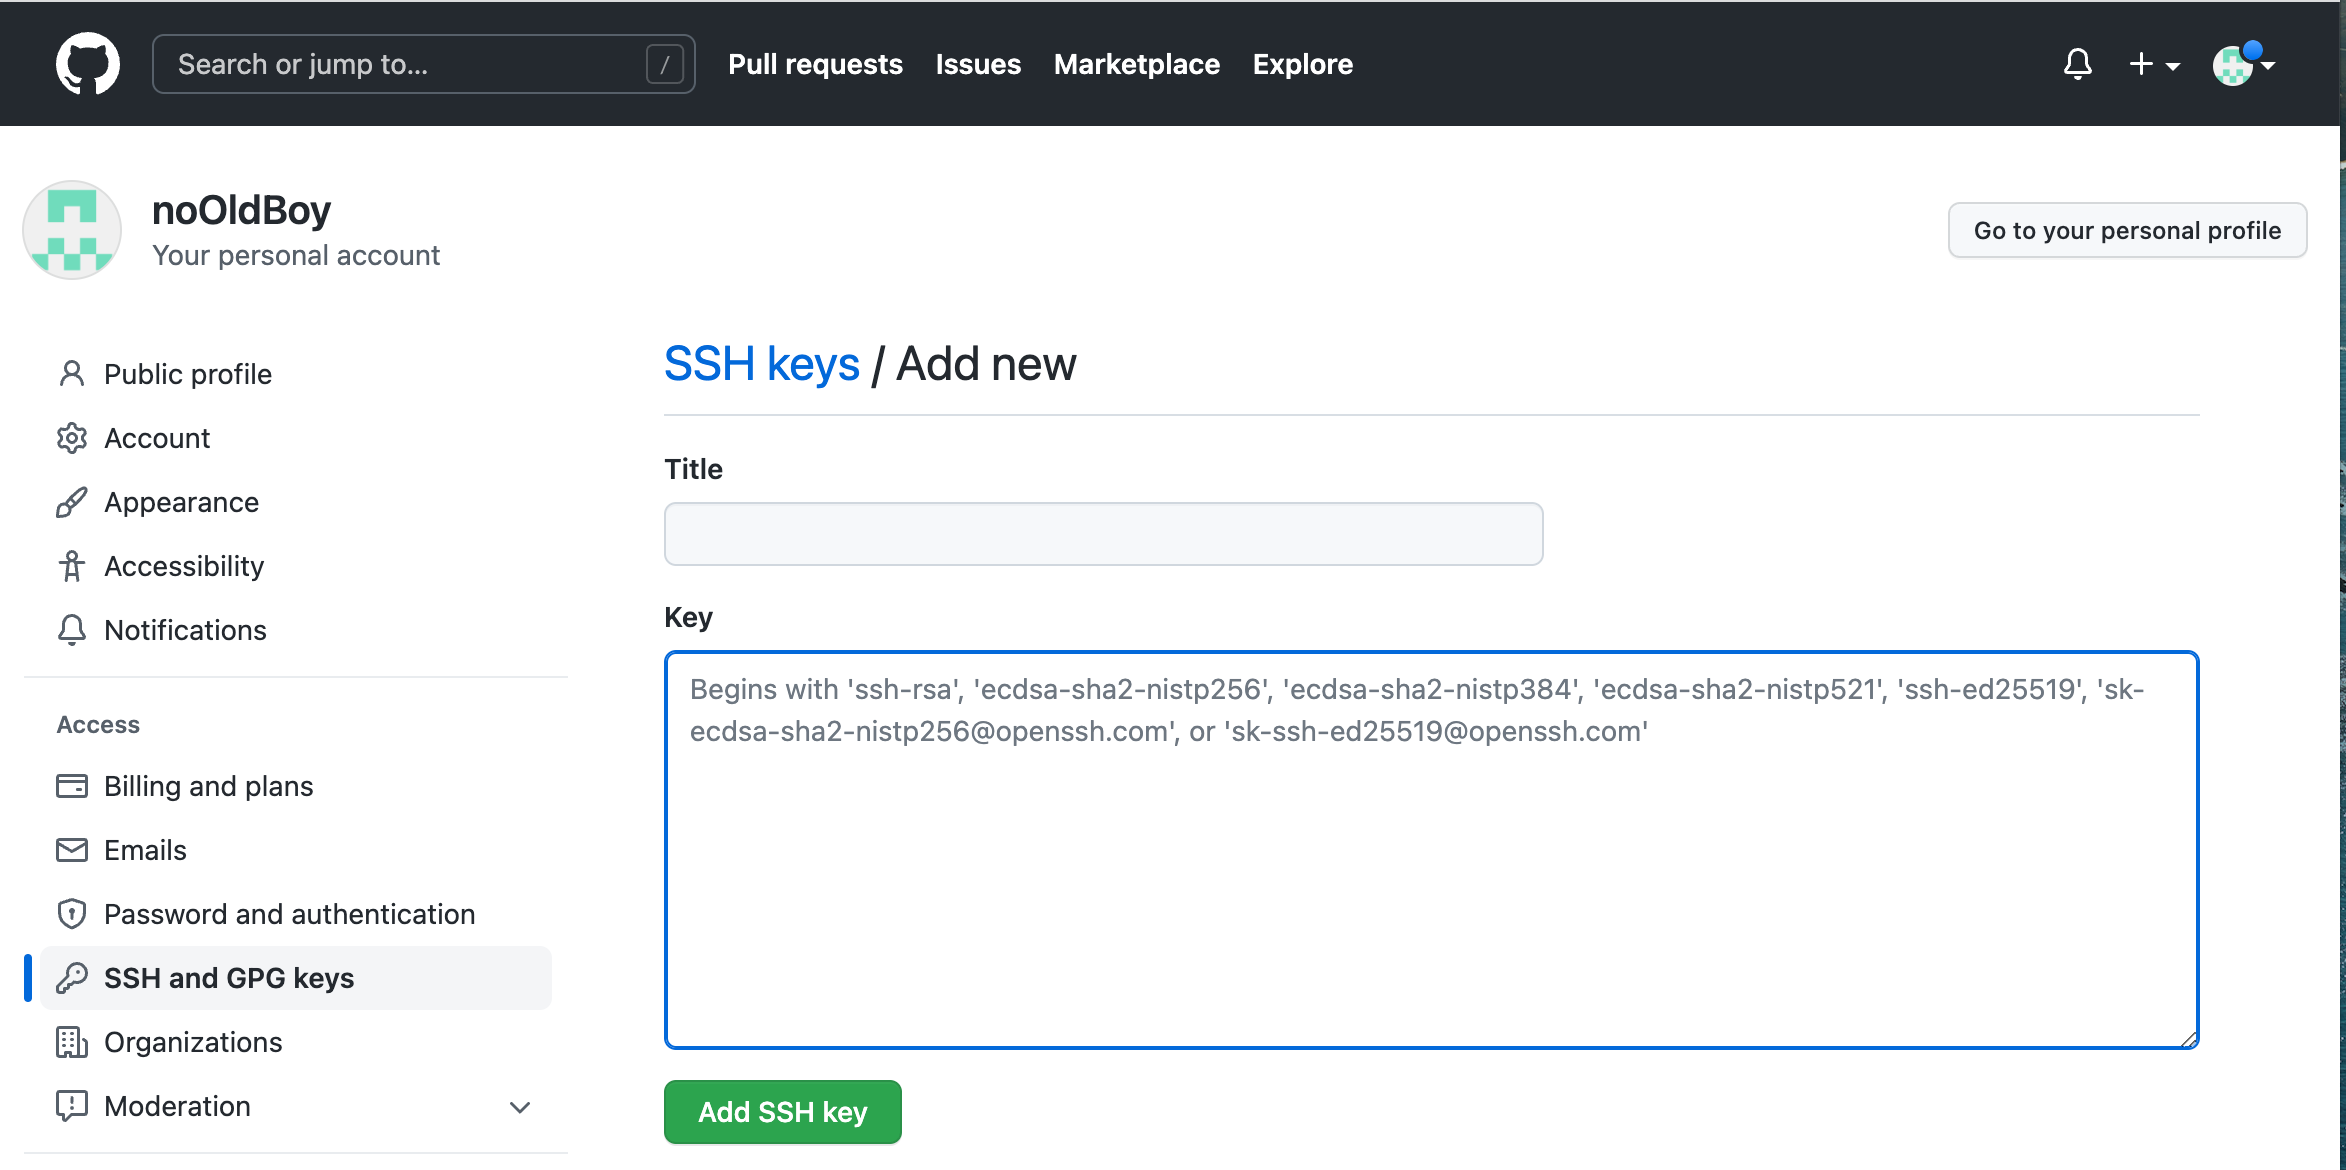 Search or jump to... /
Pull requests
Issues
Marketplace
Explore
noOldBoy
Your personal account
Go to your personal profile
Public profile
Account
Appearance
Accessibility
Notifications
Access
Billing and plans
Emails
Password and authentication
SSH and GPG keys
Organizations
Moderation
SSH keys / Add new
Title
Key
Begins with 'ssh-rsa', 'ecdsa-sha2-nistp256', 'ecdsa-sha2-nistp384', 'ecdsa-sha2-nistp521', 'ssh-ed25519', 'sk-
ecdsa-sha2-nistp256@openssh.com', or 'sk-ssh-ed25519@openssh.com'
Add SSH key